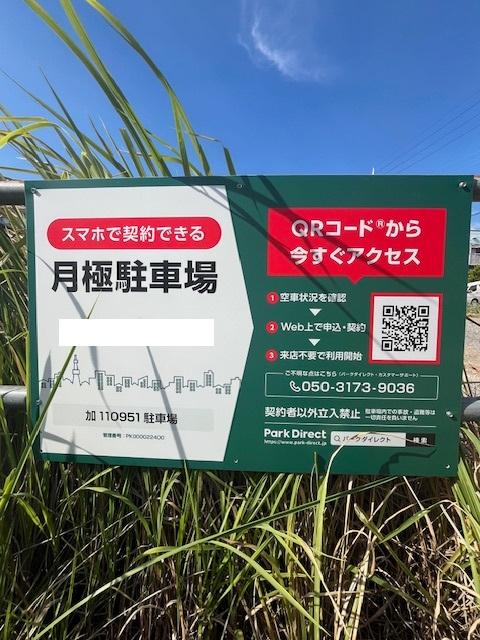 スマホで契約できる
月極駐車場
加 110951 駐車場
管理番号：PK000022400
QRコード®から
今すぐアクセス
1 空車状況を確認
2 Web上で申込・契約
3 来店不要で利用開始
ご不明な点はこちら（パークダイレクト・カスタマーサポート）
050-3173-9036
契約者以外立入禁止 駐車場内での事故・盗難等は
一切責任を負いません。
Park Direct
https://www.park-direct.jp
パークダイレクト 検索